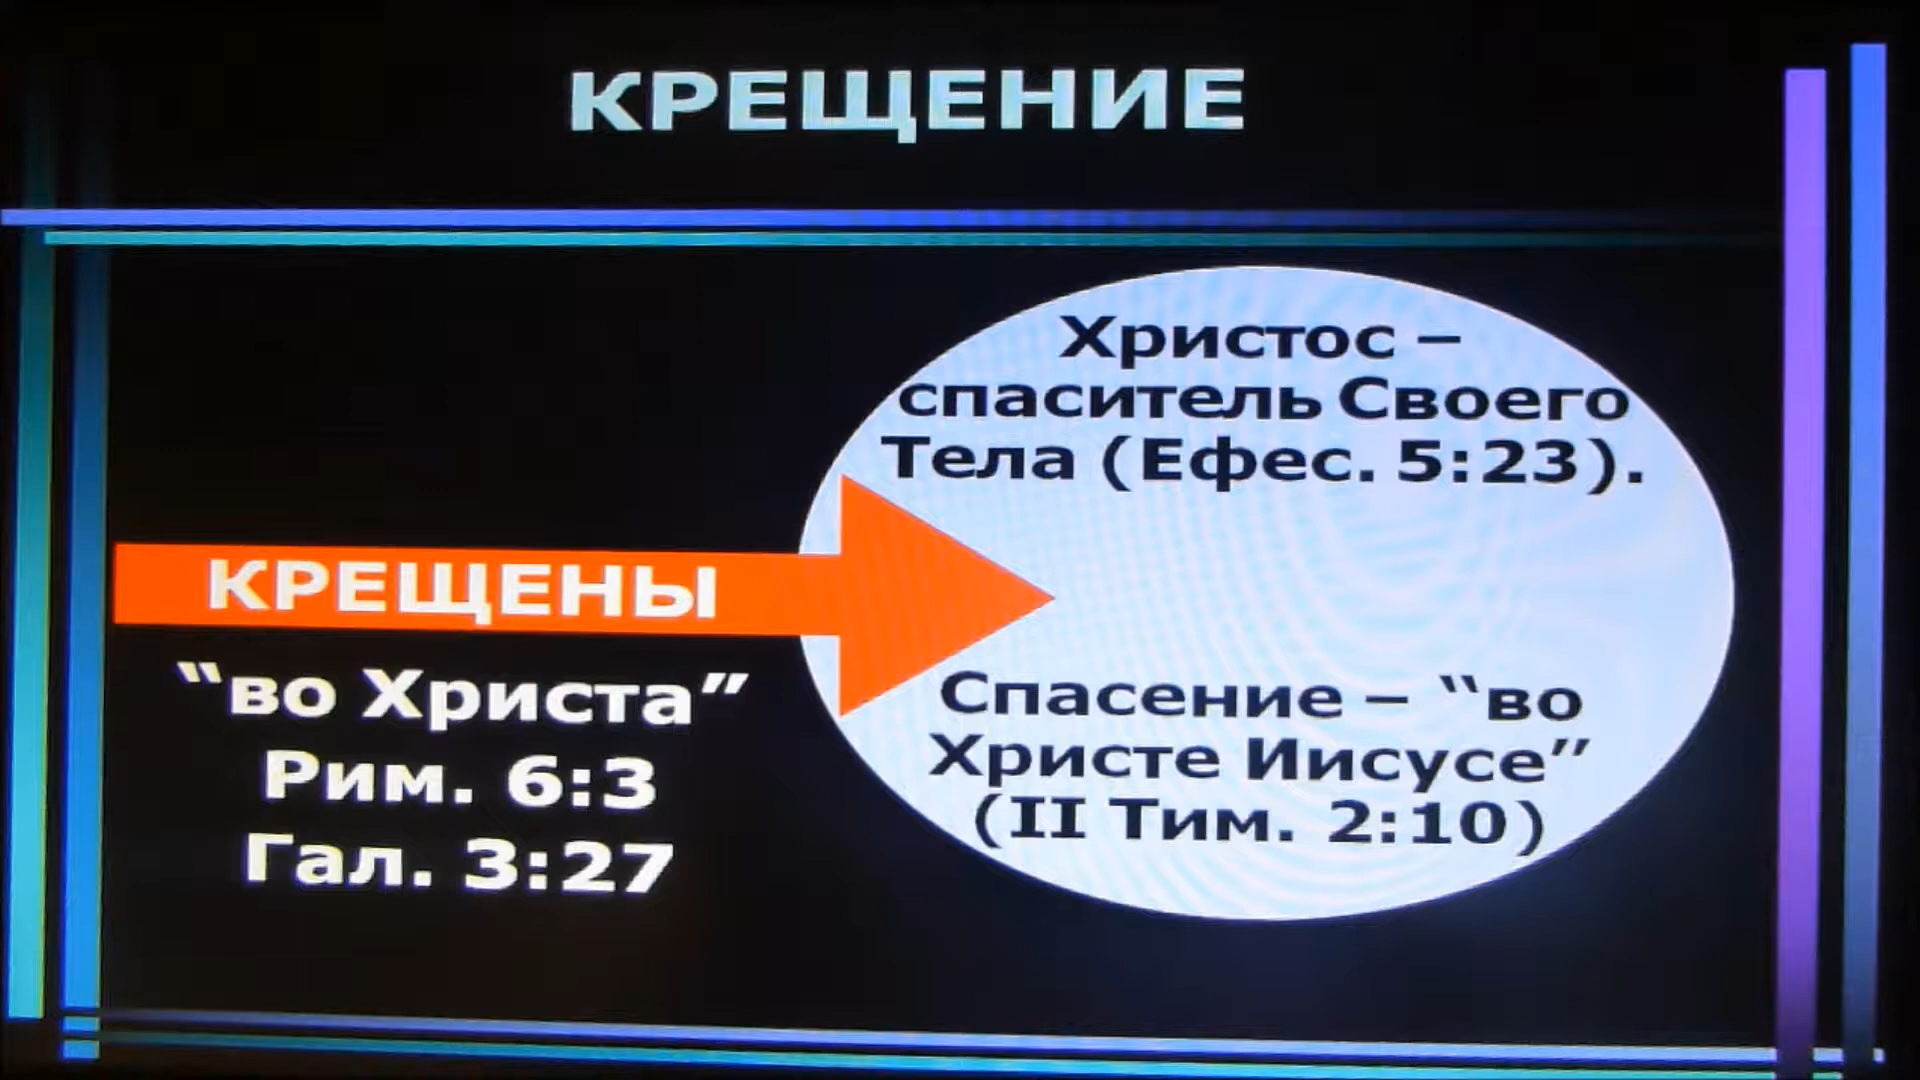 КРЕЩЕНИЕ
Христос –
спаситель Своего
Тела (Ефес. 5:23).
КРЕЩЕНЫ
“во Христа”
Рим. 6:3
Гал. 3:27
Спасение – “во
Христе Иисусе”
(II Тим. 2:10)